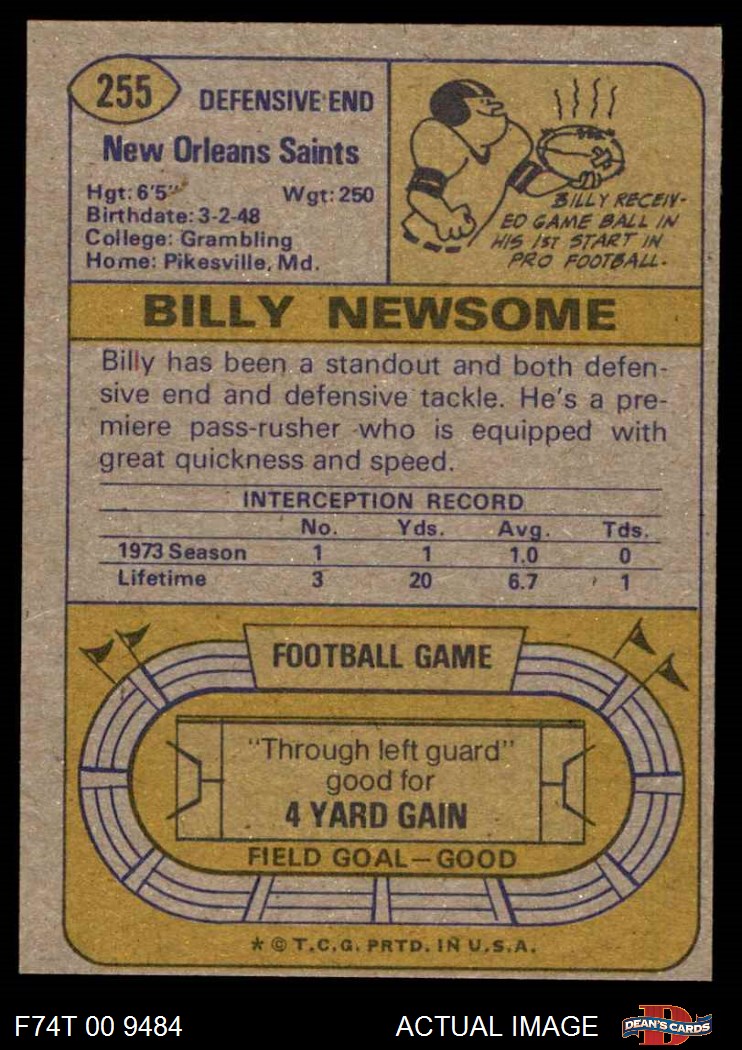 255
DEFENSIVE END
New Orleans Saints
Hgt: 6'5" Wgt: 250
Birthdate: 3-2-48
College: Grambling
Home: Pikesville, Md.
BILLY RECEIV-
ED GAME BALL IN
HIS 1ST START IN
PRO FOOTBALL.
BILLY NEWSOME
Billy has been a standout and both defen-
sive end and defensive tackle. He's a pre-
miere pass-rusher who is equipped with
great quickness and speed.
INTERCEPTION RECORD
No. Yds. Avg. Tds.
1973 Season 1 1 1.0 0
Lifetime 3 20 6.7 1
FOOTBALL GAME
"Through left guard"
good for
4 YARD GAIN
FIELD GOAL—GOOD
* © T.C.G. PRTD. IN U.S.A.
F74T 00 9484 ACTUAL IMAGE DEAN'S CARDS